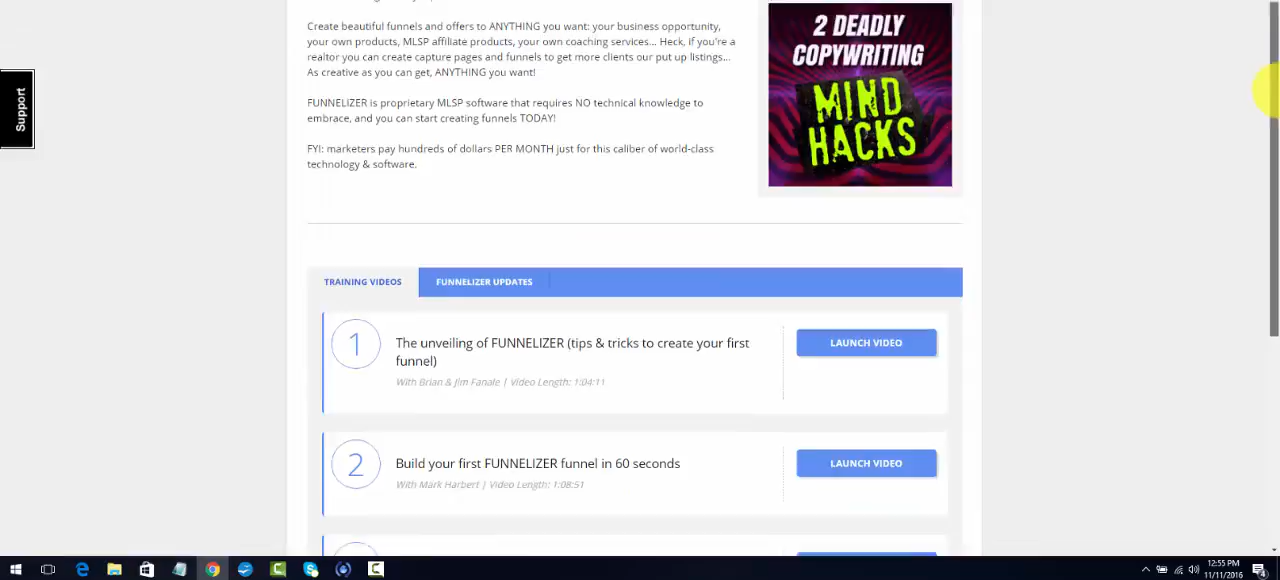 Create beautiful funnels and offers to ANYTHING you want: your business opportunity,
your own products, MLSP affiliate products, your own coaching services... Heck, if you're a
realtor you can create capture pages and funnels to get more clients our put up listings...
As creative as you can get, ANYTHING you want!
FUNNELIZER is proprietary MLSP software that requires NO technical knowledge to
embrace, and you can start creating funnels TODAY!
FYI: marketers pay hundreds of dollars PER MONTH just for this caliber of world-class
technology & software.
2 DEADLY
COPYWRITING
MIND
HACKS
Support
TRAINING VIDEOS
FUNNELIZER UPDATES
1
The unveiling of FUNNELIZER (tips & tricks to create your first
funnel)
With Brian & Jim Fanale | Video Length: 1:04:11
LAUNCH VIDEO
2
Build your first FUNNELIZER funnel in 60 seconds
With Mark Harbert | Video Length: 1:08:51
LAUNCH VIDEO
12:55 PM
11/11/2016